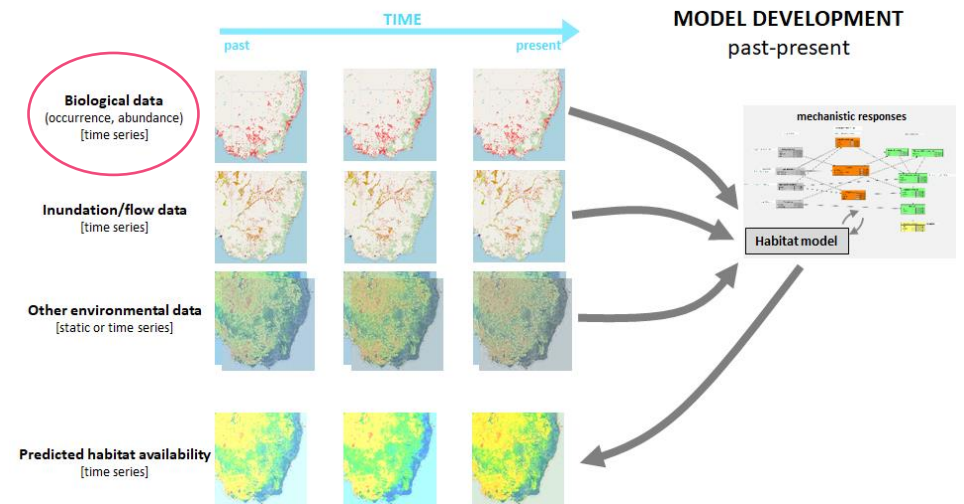 TIME
past
present
MODEL DEVELOPMENT
past-present
Biological data
(occurrence, abundance)
[time series]
mechanistic responses
Inundation/flow data
[time series]
Habitat model
Other environmental data
[static or time series]
Predicted habitat availability
[time series]